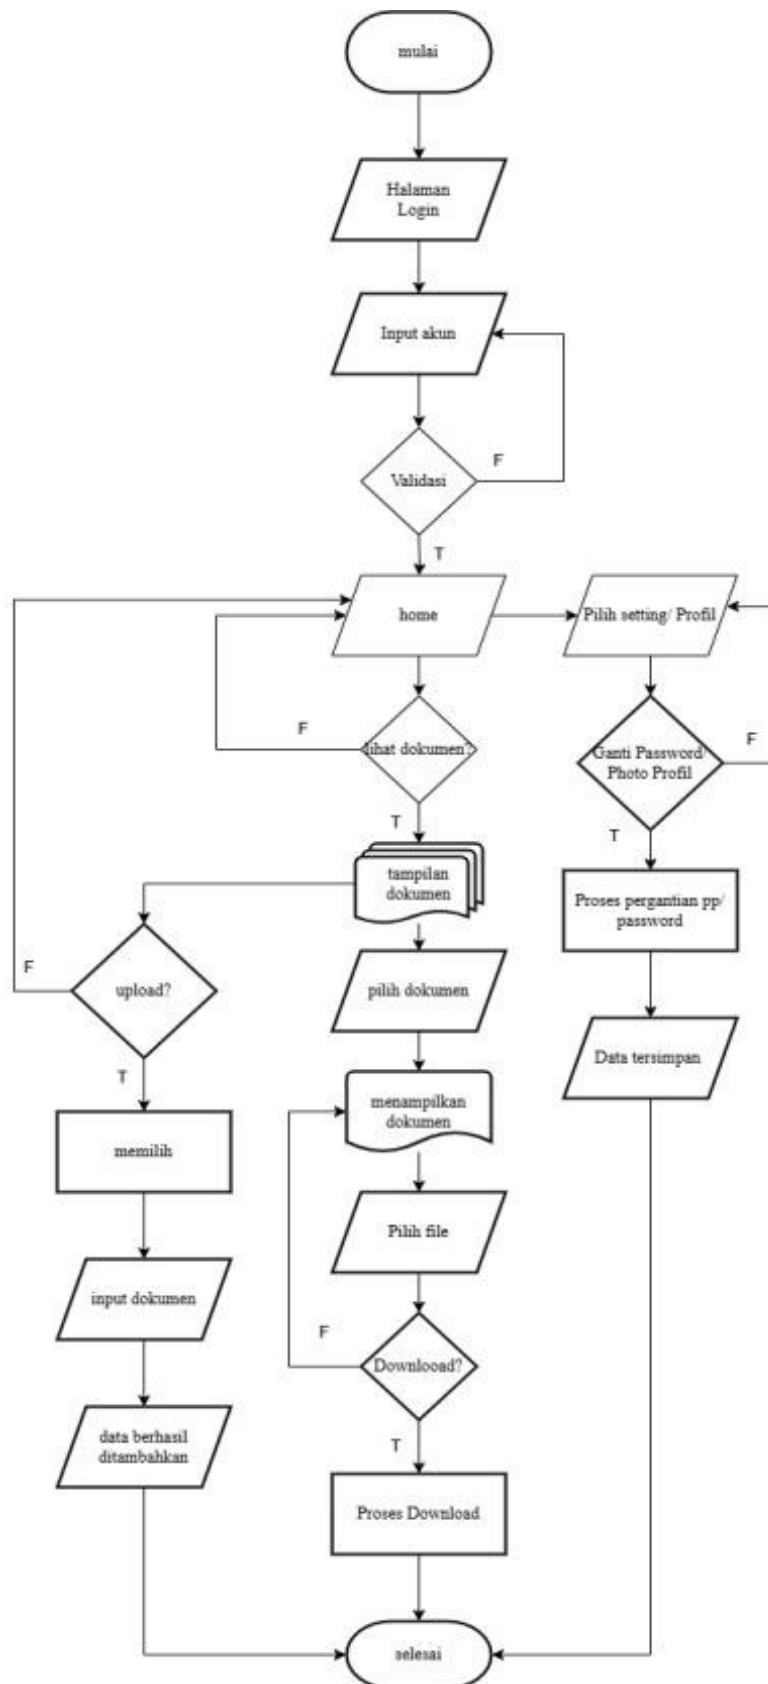 mulai
Halaman
Login
Input akun
Validasi
F
T
home
Pilih setting/ Profil
F
lihat dokumen?
Ganti Password/
Photo Profil
F
T
T
tampilan
dokumen
Proses pergantian pp/
password
F
upload?
pilih dokumen
Data tersimpan
T
menampilkan
dokumen
memilih
Pilih file
input dokumen
F
Downlooad?
data berhasil
ditambahkan
T
Proses Download
selesai